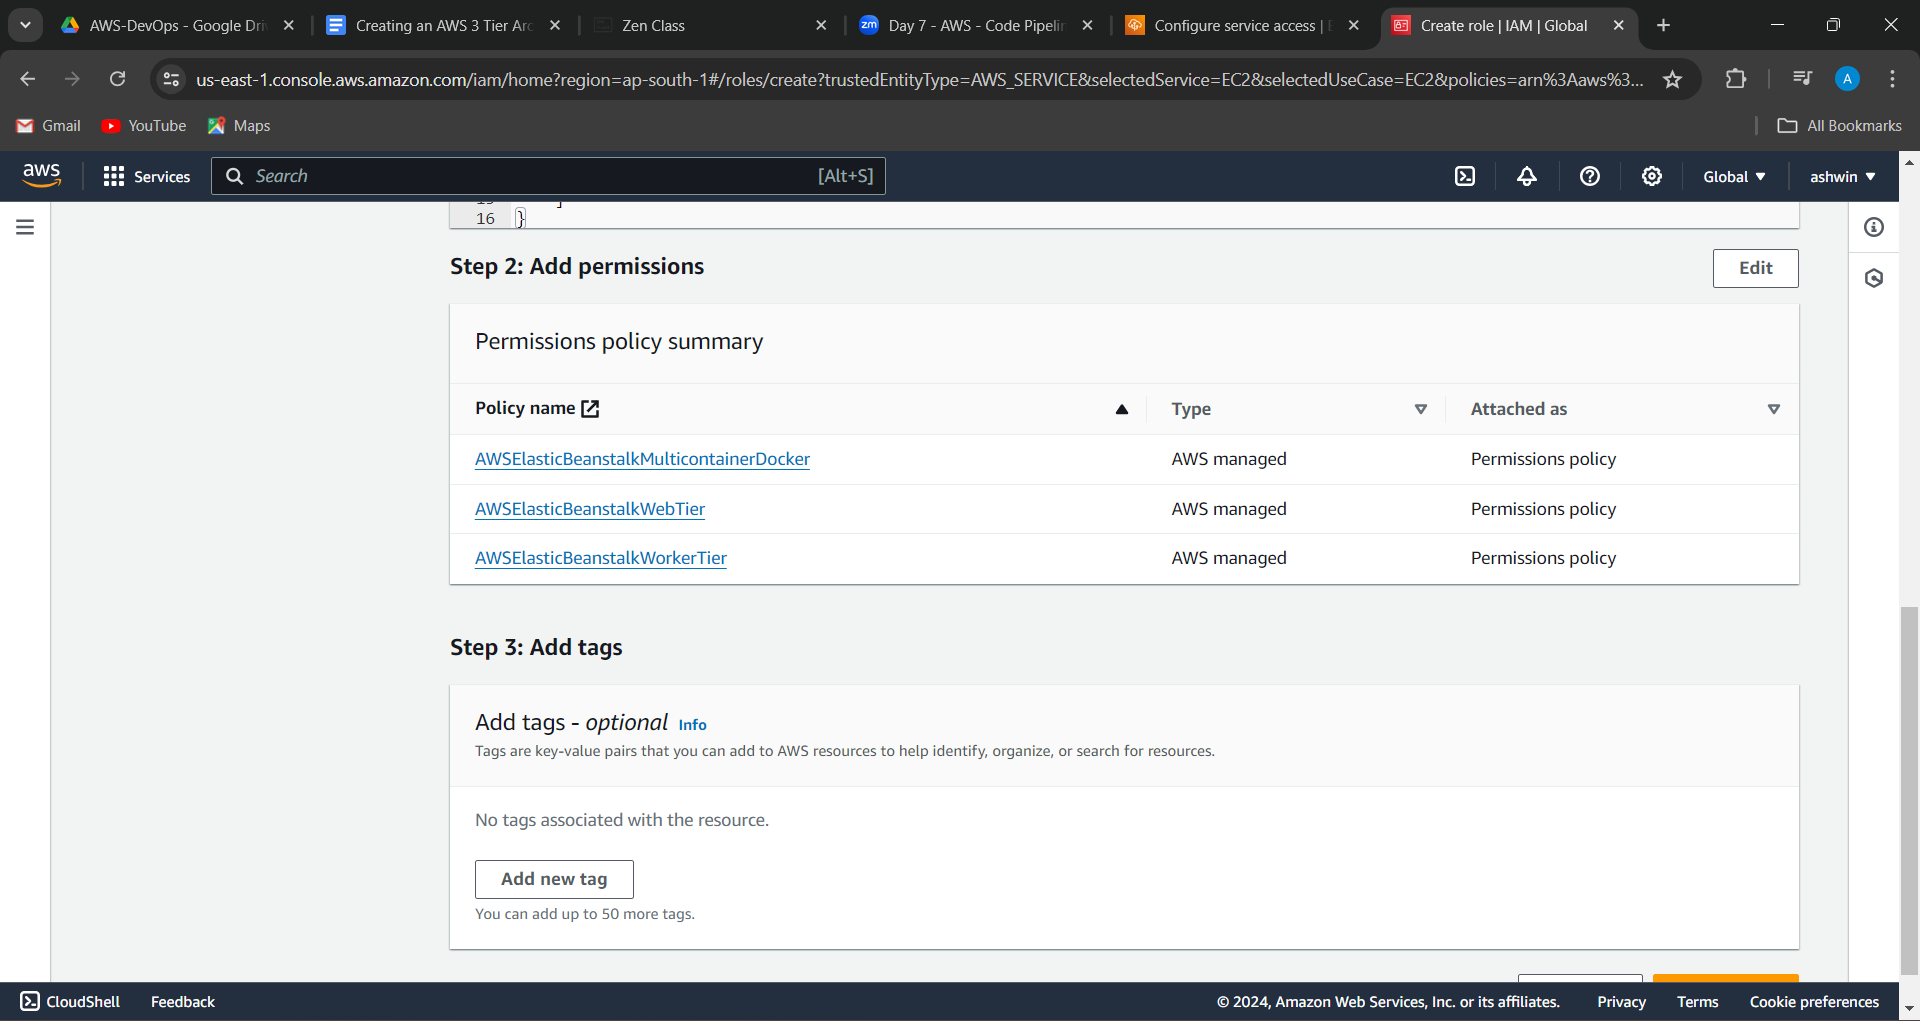 AWS-DevOps - Google Dri
Creating an AWS 3 Tier Arc
Zen Class
zm Day 7 - AWS - Code Pipelin
Configure service access |
Create role | IAM | Global
us-east-1.console.aws.amazon.com/iam/home?region=ap-south-1#/roles/create?trustedEntityType=AWS_SERVICE&selectedService=EC2&selectedUseCase=EC2&policies=arn%3Aaws%3...
A
Gmail
YouTube
Maps
All Bookmarks
aws
Services
Search
[Alt+S]
Global
ashwin
16 }
Step 2: Add permissions
Edit
Permissions policy summary
Policy name Type Attached as
AWSElasticBeanstalkMulticontainerDocker AWS managed Permissions policy
AWSElasticBeanstalkWebTier AWS managed Permissions policy
AWSElasticBeanstalkWorkerTier AWS managed Permissions policy
Step 3: Add tags
Add tags - optional Info
Tags are key-value pairs that you can add to AWS resources to help identify, organize, or search for resources.
No tags associated with the resource.
Add new tag
You can add up to 50 more tags.
CloudShell
Feedback
© 2024, Amazon Web Services, Inc. or its affiliates.
Privacy
Terms
Cookie preferences